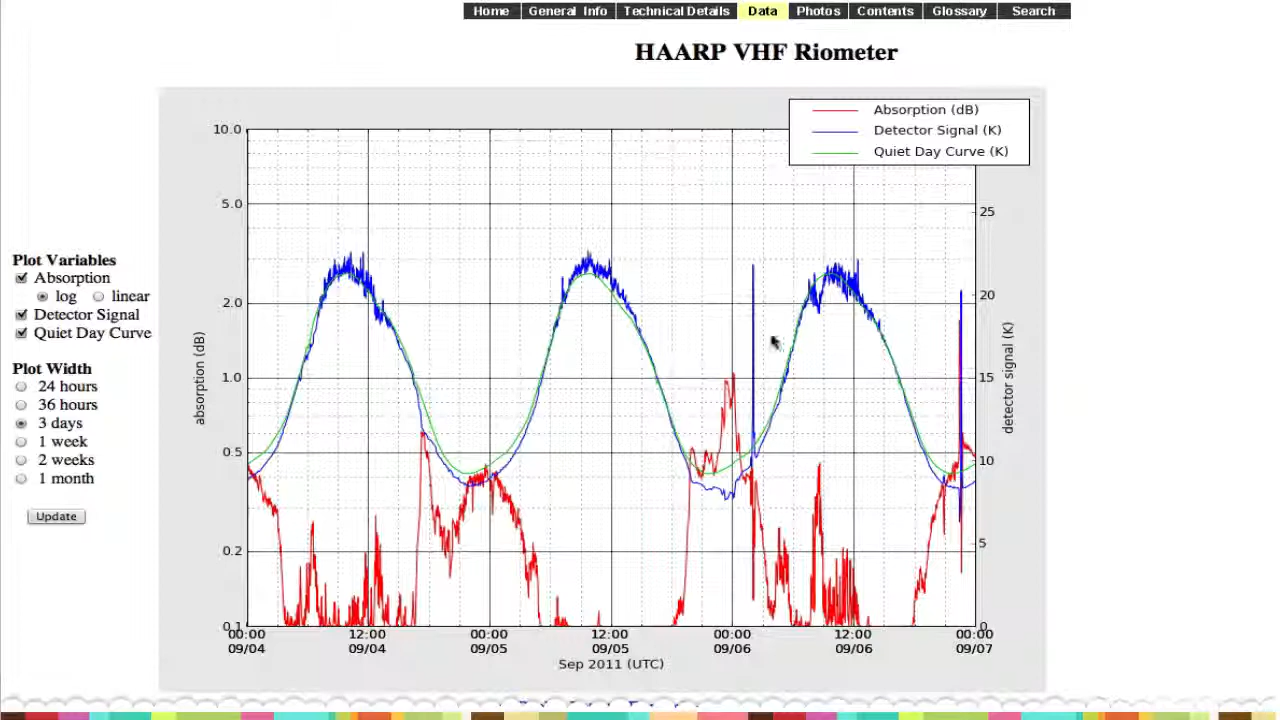 Home General Info Technical Details Data Photos Contents Glossary Search
HAARP VHF Riometer
Absorption (dB)
Detector Signal (K)
Quiet Day Curve (K)
Plot Variables
Absorption
log linear
Detector Signal
Quiet Day Curve
Plot Width
24 hours
36 hours
3 days
1 week
2 weeks
1 month
Update
absorption (dB)
10.0
5.0
2.0
1.0
0.5
0.2
0.1
25
20
15
10
5
0
detector signal (K)
00:00 12:00 00:00 12:00 00:00 12:00 00:00
09/04 09/04 09/05 09/05 09/06 09/06 09/07
Sep 2011 (UTC)